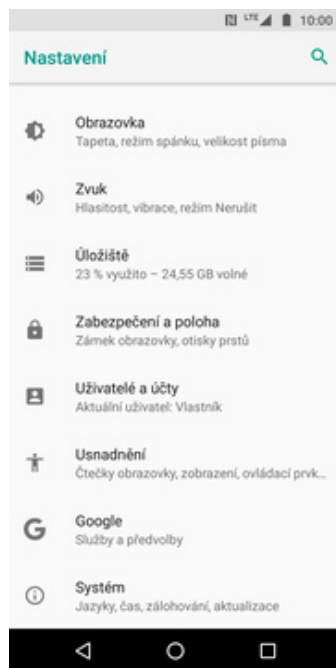 LTE 10:00
Nastavení
Obrazovka
Tapeta, režim spánku, velikost písma
Zvuk
Hlasitost, vibrace, režim Nerušit
Úložiště
23 % využito – 24,55 GB volné
Zabezpečení a poloha
Zámek obrazovky, otisky prstů
Uživatelé a účty
Aktuální uživatel: Vlastník
Usnadnění
Čtečky obrazovky, zobrazení, ovládací prvk...
Google
Služby a předvolby
Systém
Jazyky, čas, zálohování, aktualizace